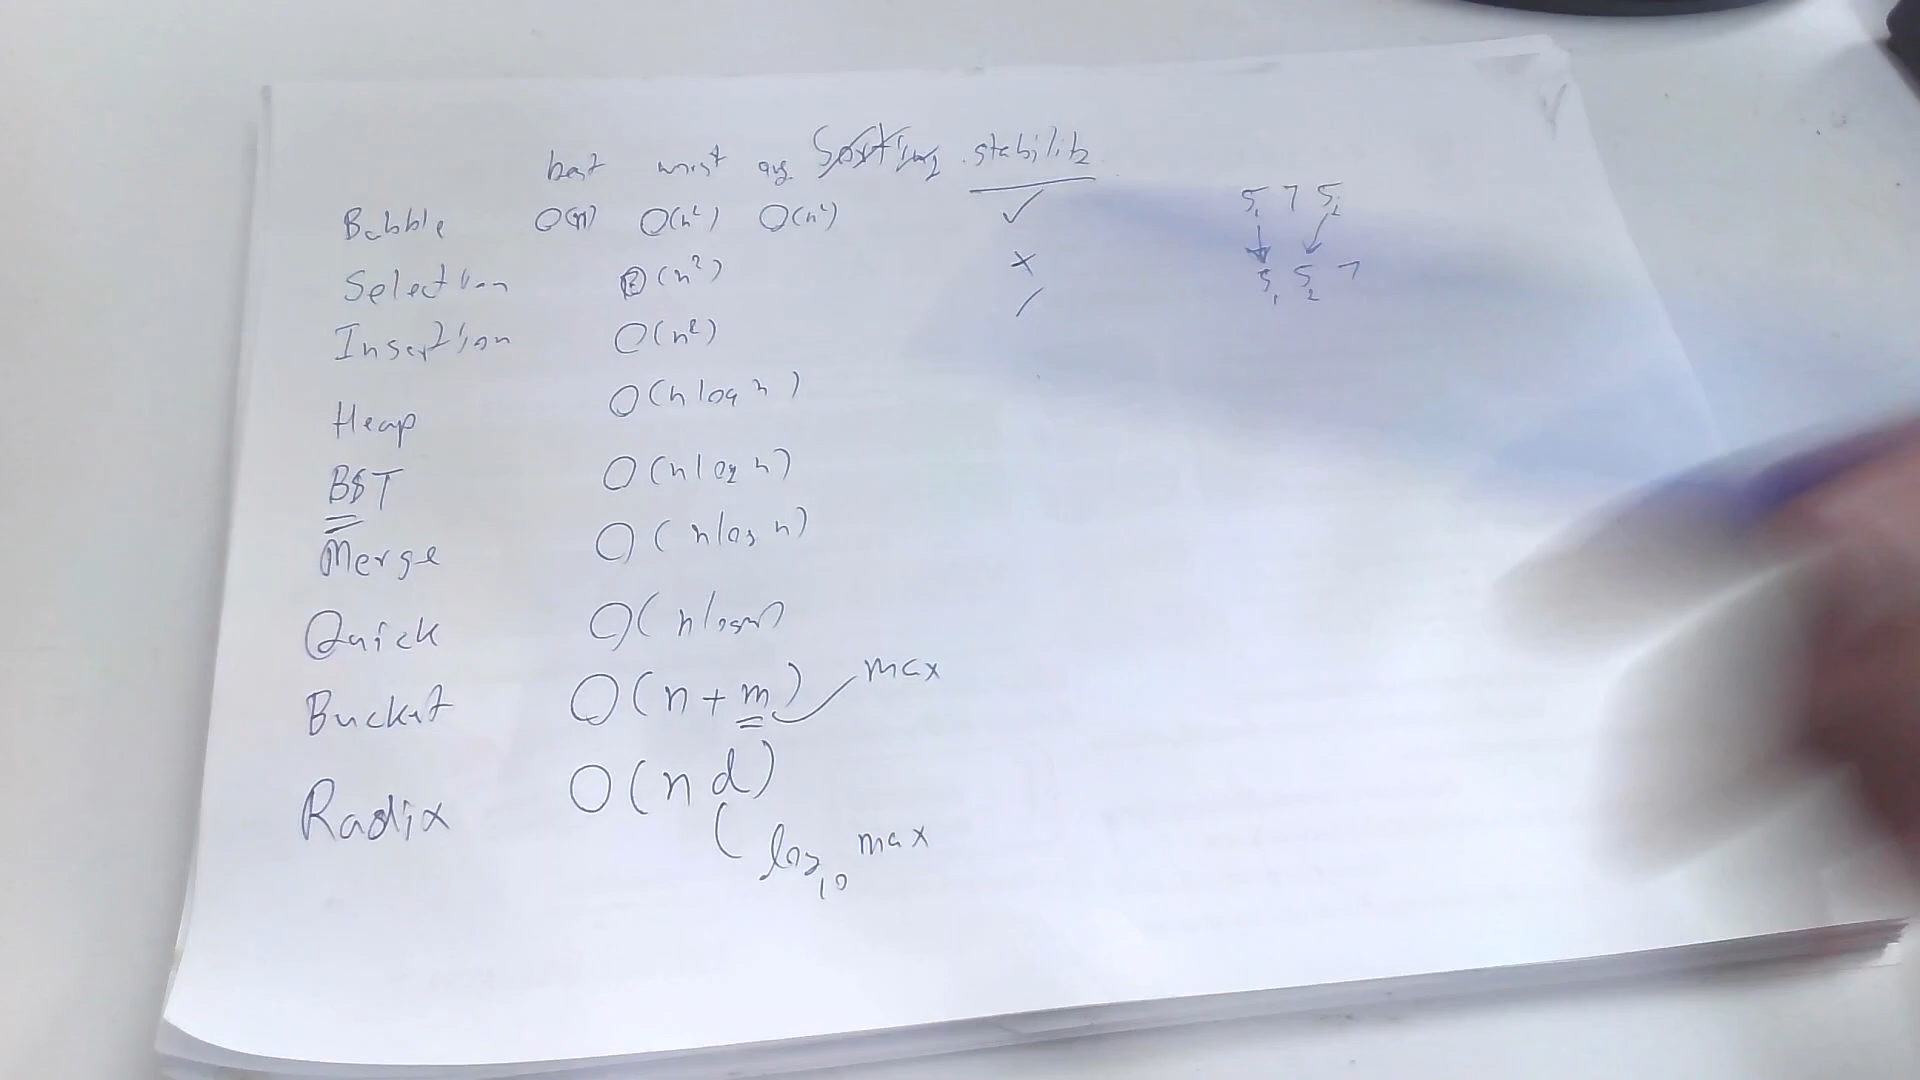 best worst avg Sorting stability
Bubble O(n) O(n²) O(n²) ✓ 5₁ 7 5₂
Selection Θ(n²) × 5₁ 5₂ 7
Insertion O(n²)
Heap O(n log n)
BST O(n log n)
Merge O(n log n)
Quick O(n log n)
Bucket O(n + m) max
Radix O(n d)
log₁₀ max